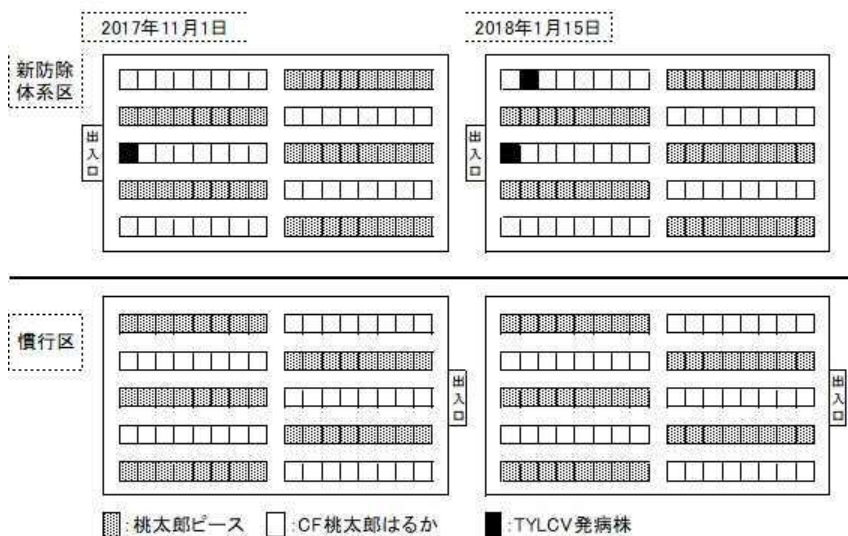 2017年11月1日
2018年1月15日
新防除
体系区
出入口
出入口
慣行区
出入口
出入口
:桃太郎ピース
:CF桃太郎はるか
:TYLCV発病株